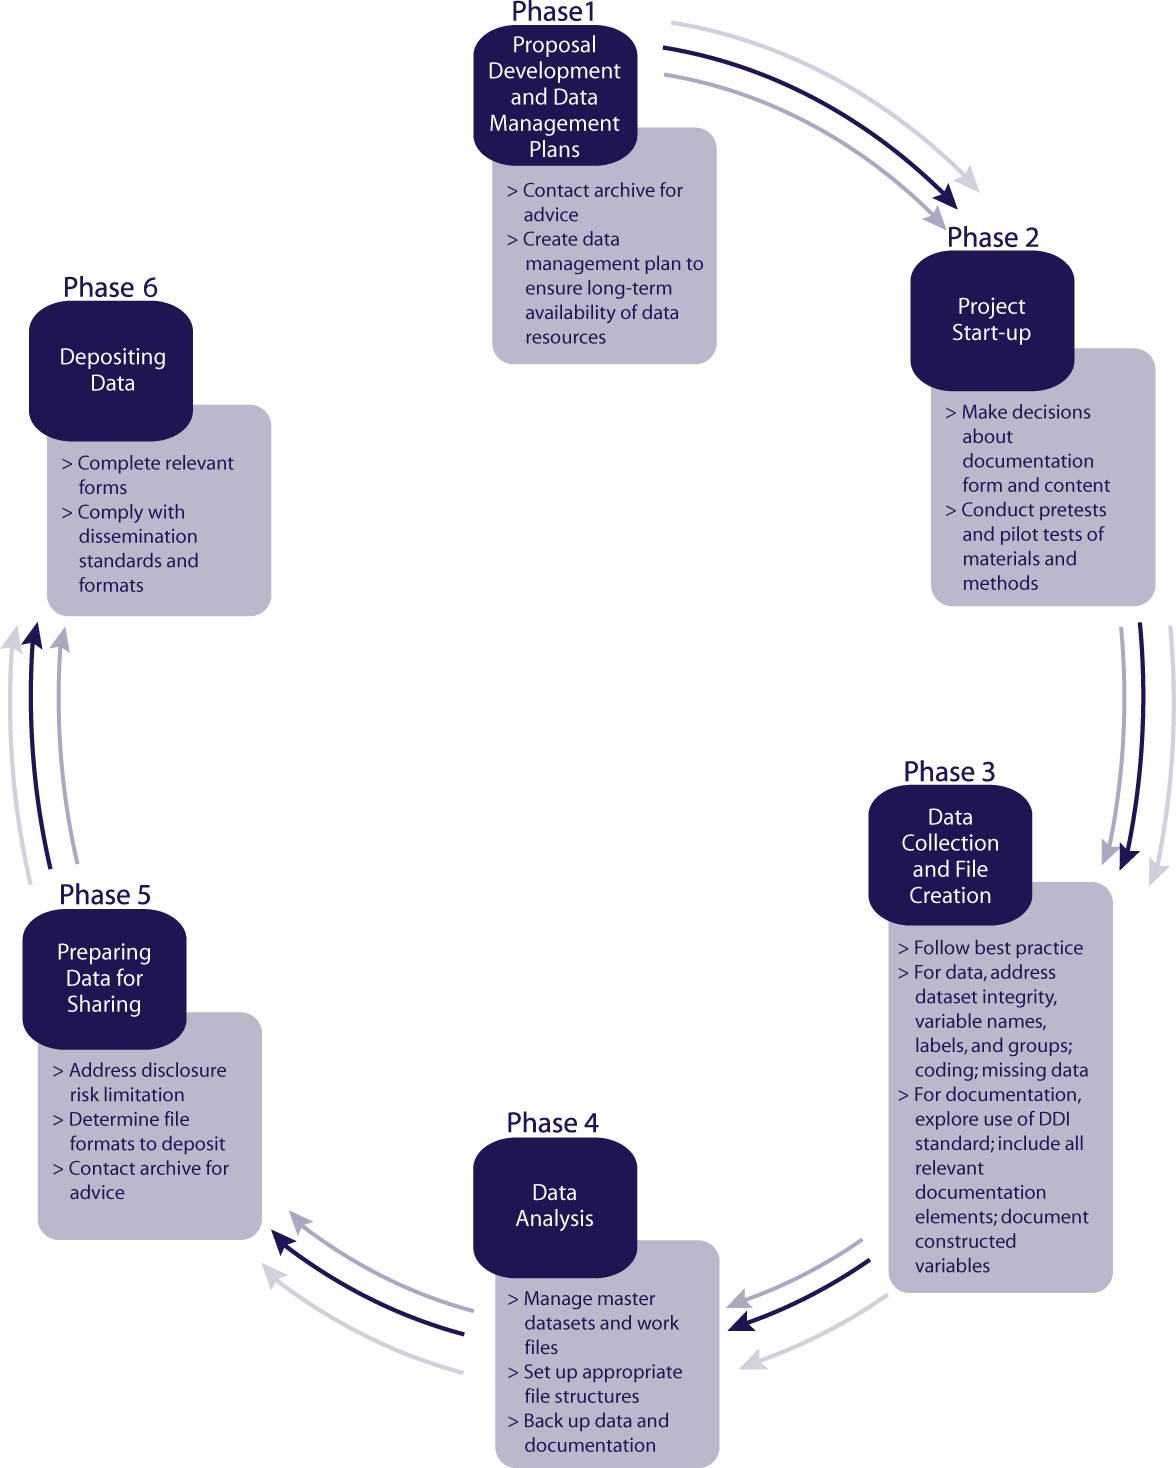 Phase1
Proposal
Development
and Data
Management
Plans
> Contact archive for
advice
> Create data
management plan to
ensure long-term
availability of data
resources
Phase 2
Project
Start-up
> Make decisions
about
documentation
form and content
> Conduct pretests
and pilot tests of
materials and
methods
Phase 3
Data
Collection
and File
Creation
> Follow best practice
> For data, address
dataset integrity,
variable names,
labels, and groups;
coding; missing data
> For documentation,
explore use of DDI
standard; include all
relevant
documentation
elements; document
constructed
variables
Phase 4
Data
Analysis
> Manage master
datasets and work
files
> Set up appropriate
file structures
> Back up data and
documentation
Phase 5
Preparing
Data for
Sharing
> Address disclosure
risk limitation
> Determine file
formats to deposit
> Contact archive for
advice
Phase 6
Depositing
Data
> Complete relevant
forms
> Comply with
dissemination
standards and
formats